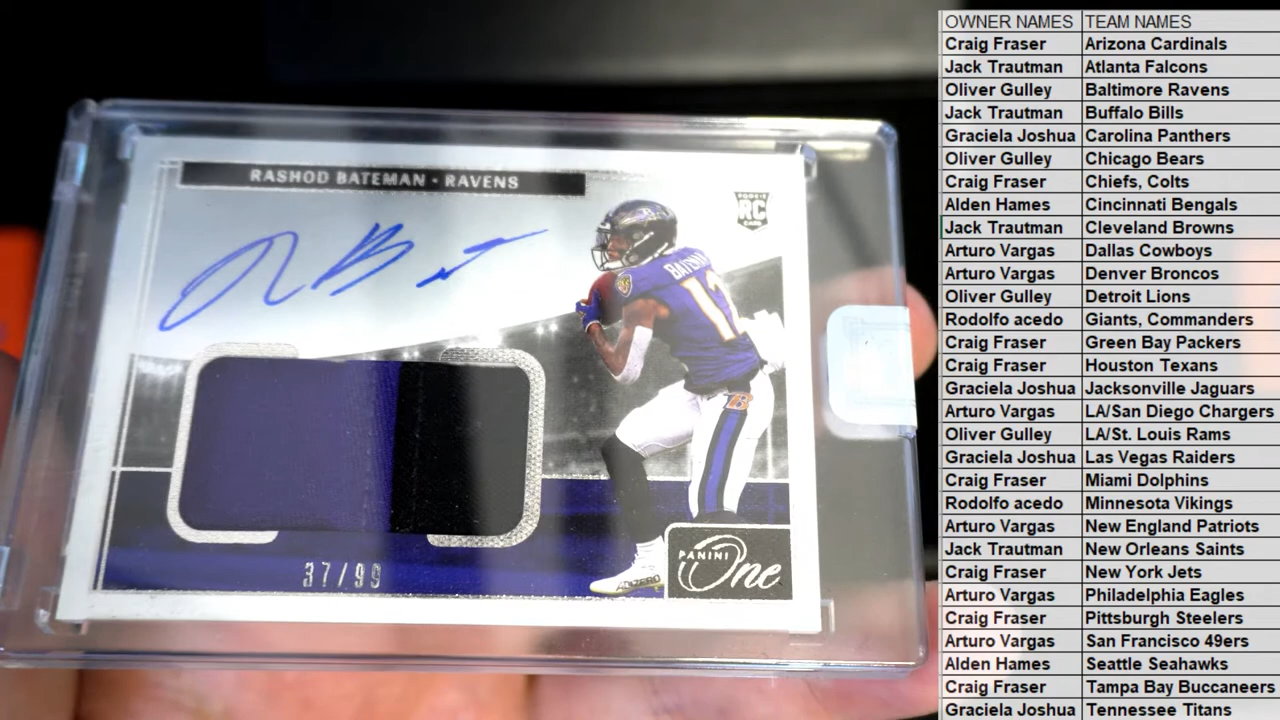 RASHOD BATEMAN - RAVENS
ROOKIE
RC
CARD
BATEMAN
12
PANINI
One
ADIZERO
37/99
OWNER NAMES TEAM NAMES
Craig Fraser Arizona Cardinals
Jack Trautman Atlanta Falcons
Oliver Gulley Baltimore Ravens
Jack Trautman Buffalo Bills
Graciela Joshua Carolina Panthers
Oliver Gulley Chicago Bears
Craig Fraser Chiefs, Colts
Alden Hames Cincinnati Bengals
Jack Trautman Cleveland Browns
Arturo Vargas Dallas Cowboys
Arturo Vargas Denver Broncos
Oliver Gulley Detroit Lions
Rodolfo acedo Giants, Commanders
Craig Fraser Green Bay Packers
Craig Fraser Houston Texans
Graciela Joshua Jacksonville Jaguars
Arturo Vargas LA/San Diego Chargers
Oliver Gulley LA/St. Louis Rams
Graciela Joshua Las Vegas Raiders
Craig Fraser Miami Dolphins
Rodolfo acedo Minnesota Vikings
Arturo Vargas New England Patriots
Jack Trautman New Orleans Saints
Craig Fraser New York Jets
Arturo Vargas Philadelphia Eagles
Craig Fraser Pittsburgh Steelers
Arturo Vargas San Francisco 49ers
Alden Hames Seattle Seahawks
Craig Fraser Tampa Bay Buccaneers
Graciela Joshua Tennessee Titans